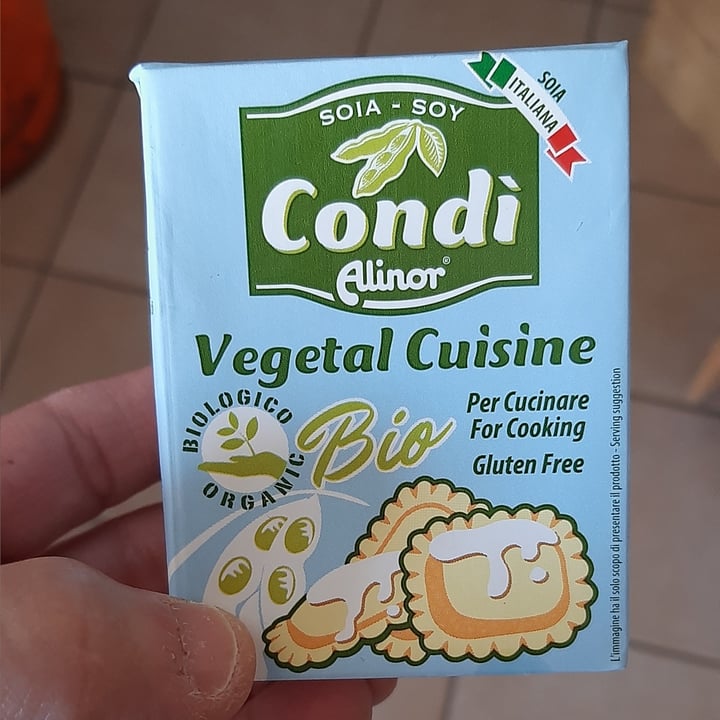 SOIA - SOY
SOIA
ITALIANA
Condì
Alinor®
Vegetal Cuisine
BIOLOGICO
ORGANIC
Bio
Per Cucinare
For Cooking
Gluten Free
L'immagine ha il solo scopo di presentare il prodotto - Serving suggestion